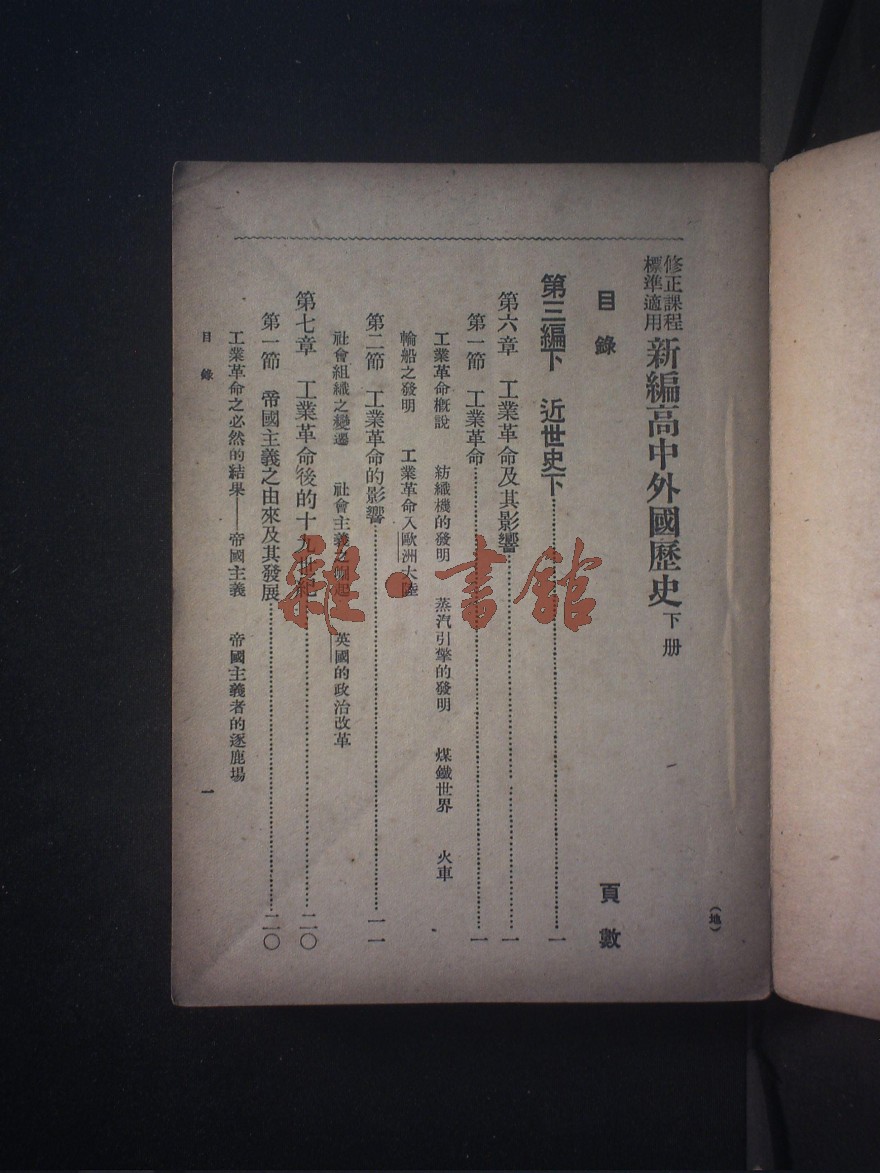 修正課程
標準適用
新編高中外國歷史 下册
目錄 頁數
第三編下 近世史下 一
第六章 工業革命及其影響 一
第一節 工業革命 一
工業革命概說 紡織機的發明 蒸汽引擎的發明 煤鐵世界 火車
輪船之發明 工業革命入歐洲大陸
第二節 工業革命的影響 一一
社會組織之變遷 社會主義之崛起 英國的政治改革
第七章 工業革命後的十九世紀 二〇
第一節 帝國主義之由來及其發展 二〇
工業革命之必然的結果——帝國主義 帝國主義者的逐鹿場
目錄 一
(地)
雜·書館